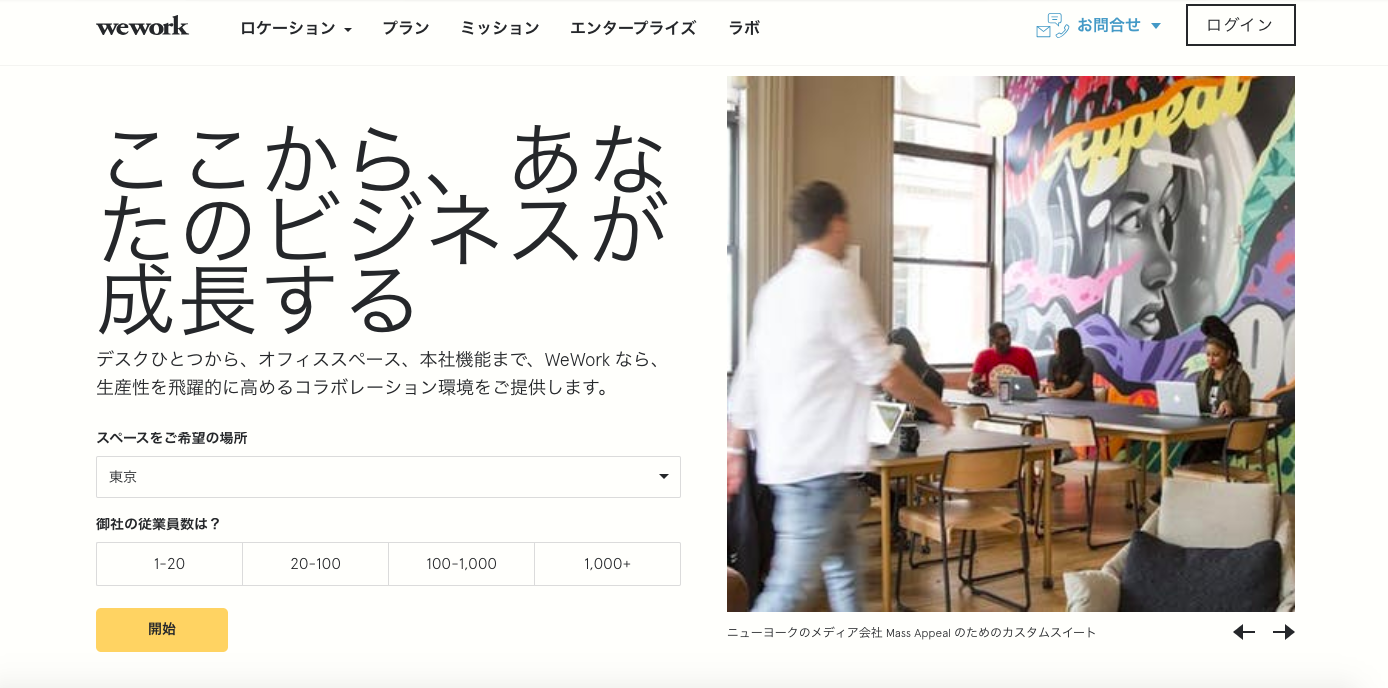 wework
ロケーション
プラン
ミッション
エンタープライズ
ラボ
お問合せ
ログイン
ここから、あな
たのビジネスが
成長する
デスクひとつから、オフィススペース、本社機能まで、WeWork なら、
生産性を飛躍的に高めるコラボレーション環境をご提供します。
スペースをご希望の場所
東京
御社の従業員数は？
1-20
20-100
100-1,000
1,000+
開始
Mass
Appeal
ニューヨークのメディア会社 Mass Appeal のためのカスタムスイート